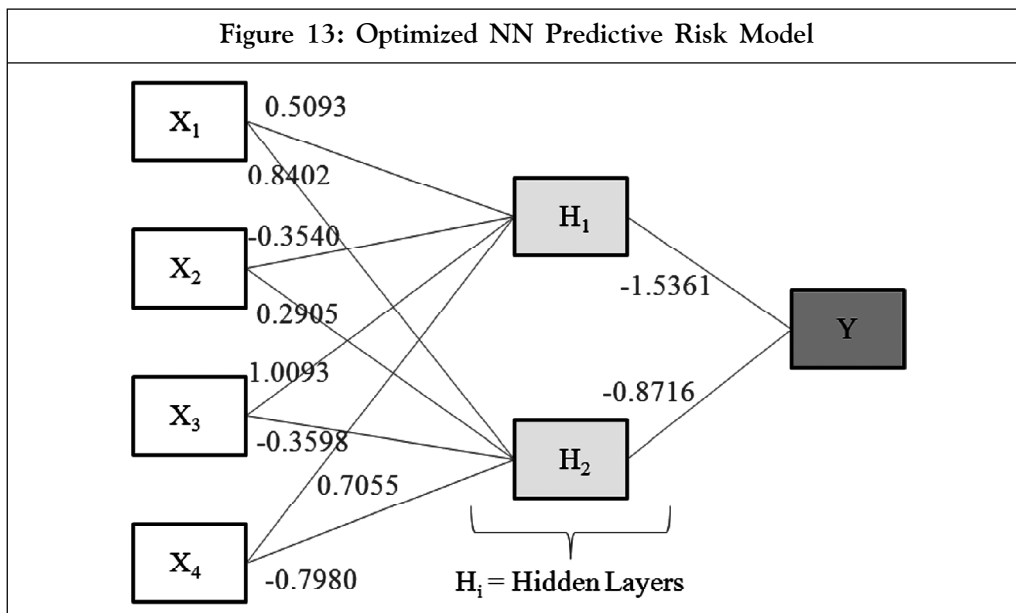 Figure 13: Optimized NN Predictive Risk Model
X₁
0.5093
0.8402
H₁
X₂
-0.3540
0.2905
-1.5361
Y
X₃
1.0093
-0.3598
-0.8716
H₂
0.7055
X₄
-0.7980
Hᵢ = Hidden Layers